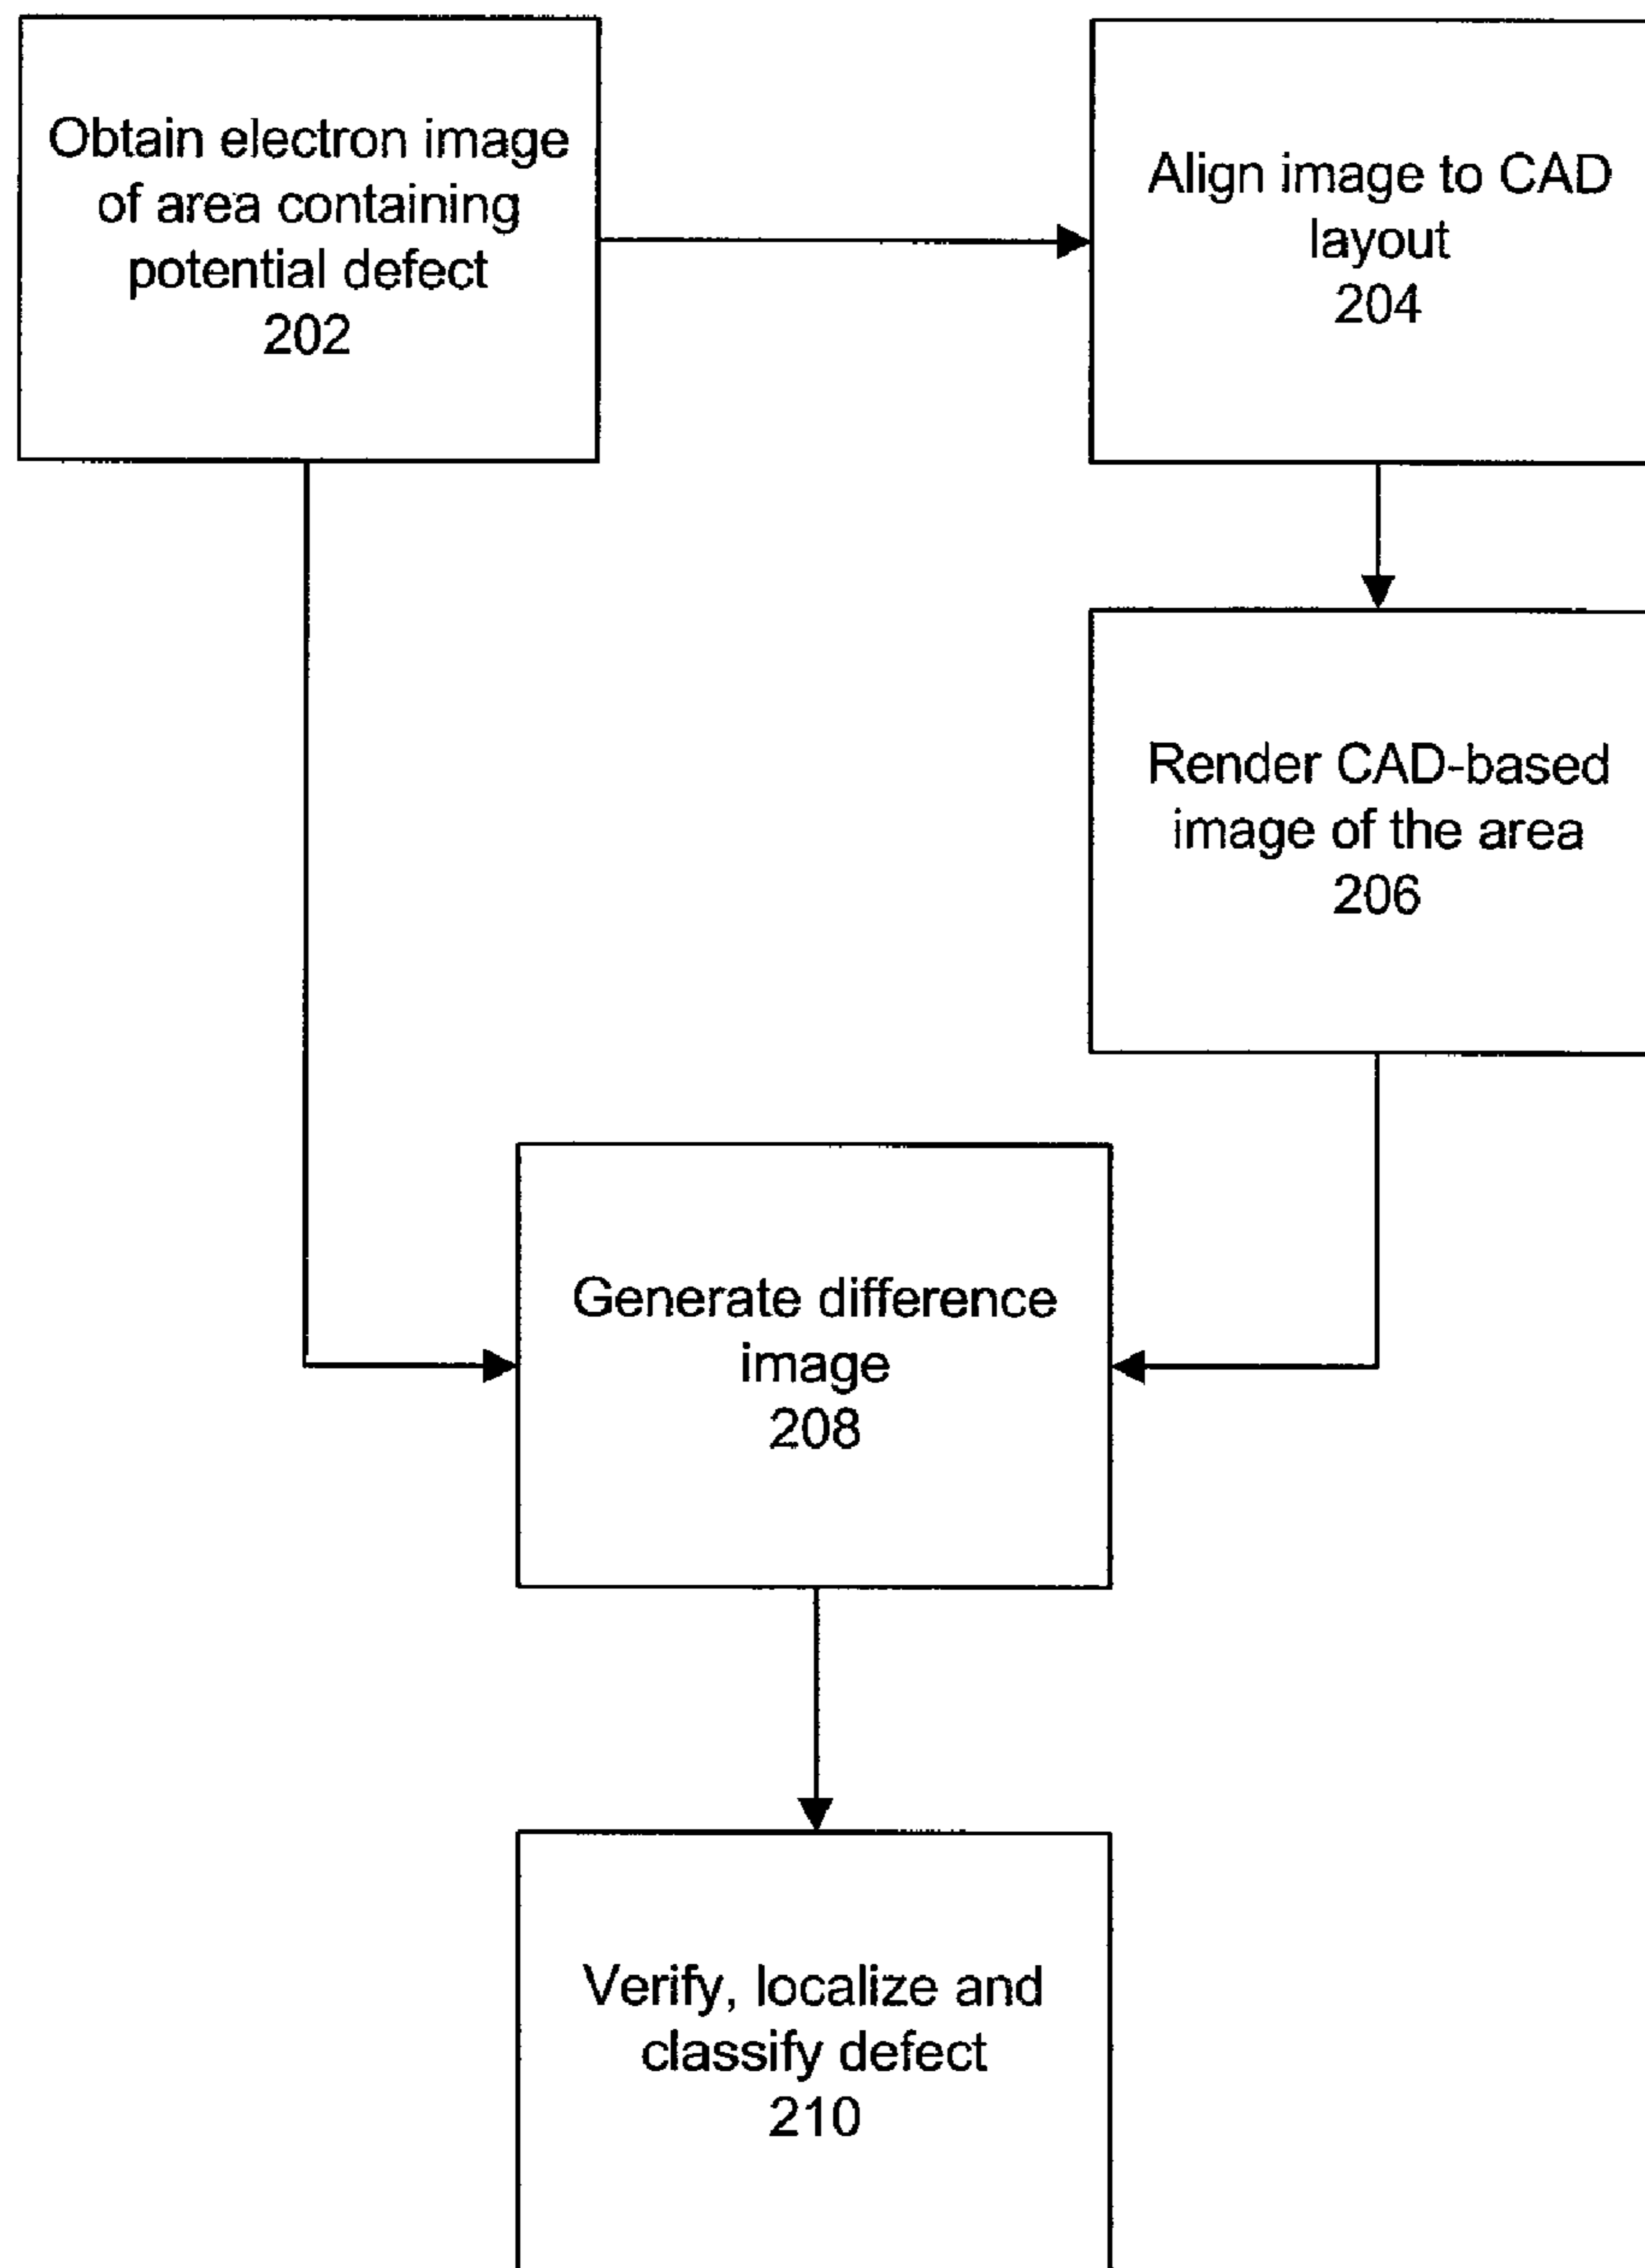 Obtain electron image
of area containing
potential defect
202
Align image to CAD
layout
204
Render CAD-based
image of the area
206
Generate difference
image
208
Verify, localize and
classify defect
210